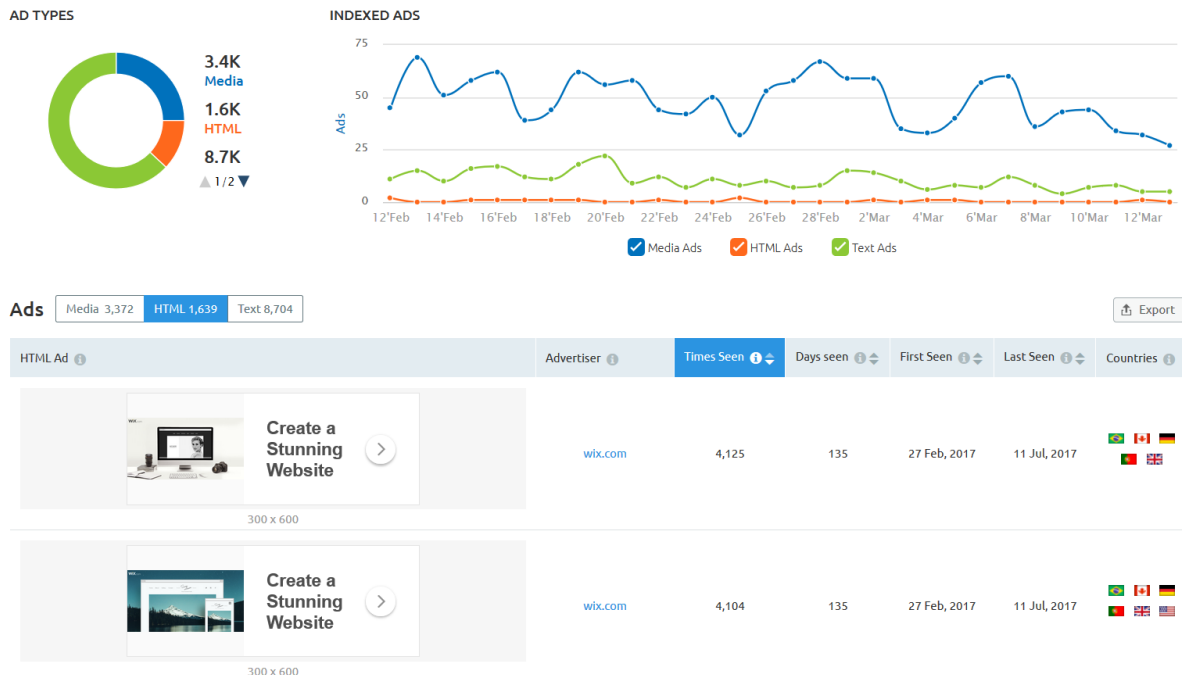 AD TYPES
3.4K
Media
1.6K
HTML
8.7K
1/2
INDEXED ADS
Ads
75
50
25
0
12'Feb 14'Feb 16'Feb 18'Feb 20'Feb 22'Feb 24'Feb 26'Feb 28'Feb 2'Mar 4'Mar 6'Mar 8'Mar 10'Mar 12'Mar
Media Ads HTML Ads Text Ads
Ads Media 3,372 HTML 1,639 Text 8,704 Export
HTML Ad Advertiser Times Seen Days seen First Seen Last Seen Countries
WIX
Create a
Stunning
Website
wix.com 4,125 135 27 Feb, 2017 11 Jul, 2017
300 x 600
WIX
Create a
Stunning
Website
wix.com 4,104 135 27 Feb, 2017 11 Jul, 2017
300 x 600